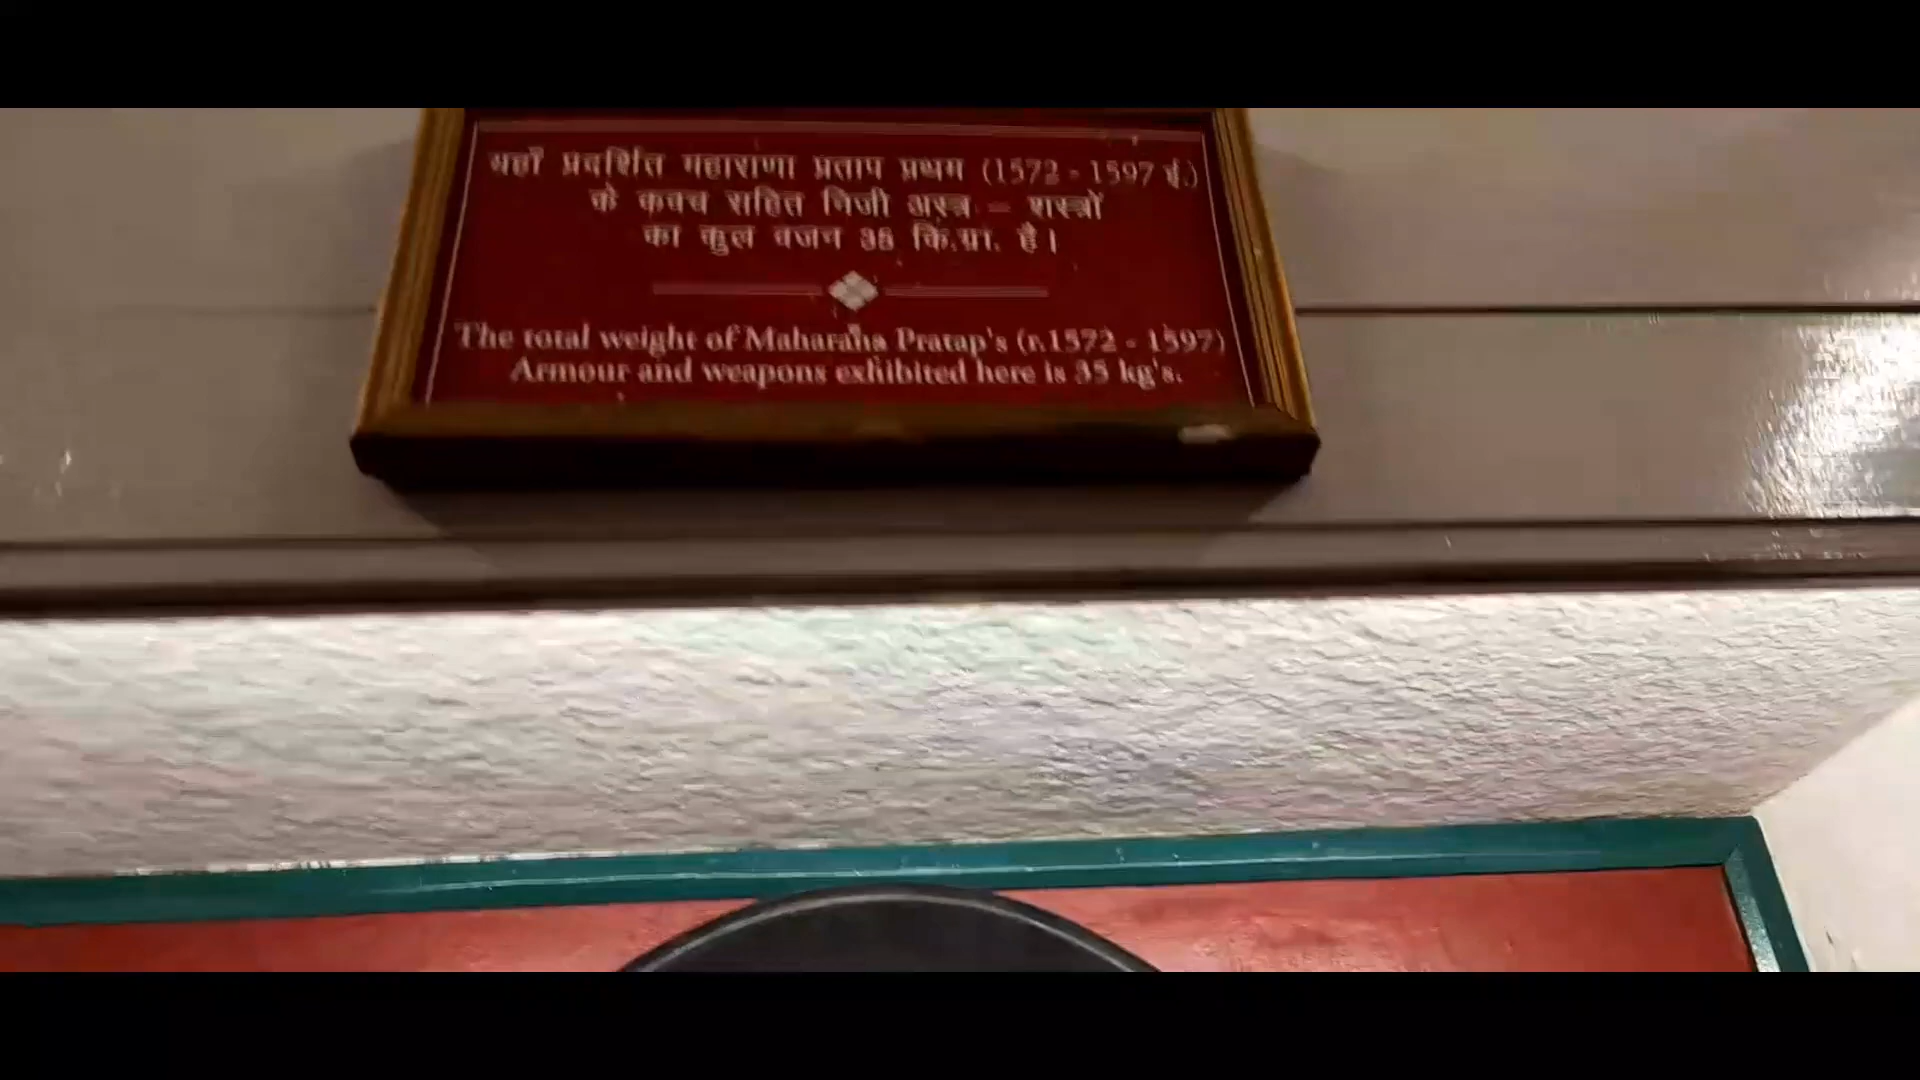 यहाँ प्रदर्शित महाराणा प्रताप प्रथम (1572 - 1597 ई.)
के कवच सहित निजी अस्त्र - शस्त्रों
का कुल वजन 35 कि.ग्रा. है।
The total weight of Maharana Pratap's (r.1572 - 1597)
Armour and weapons exhibited here is 35 kg's.